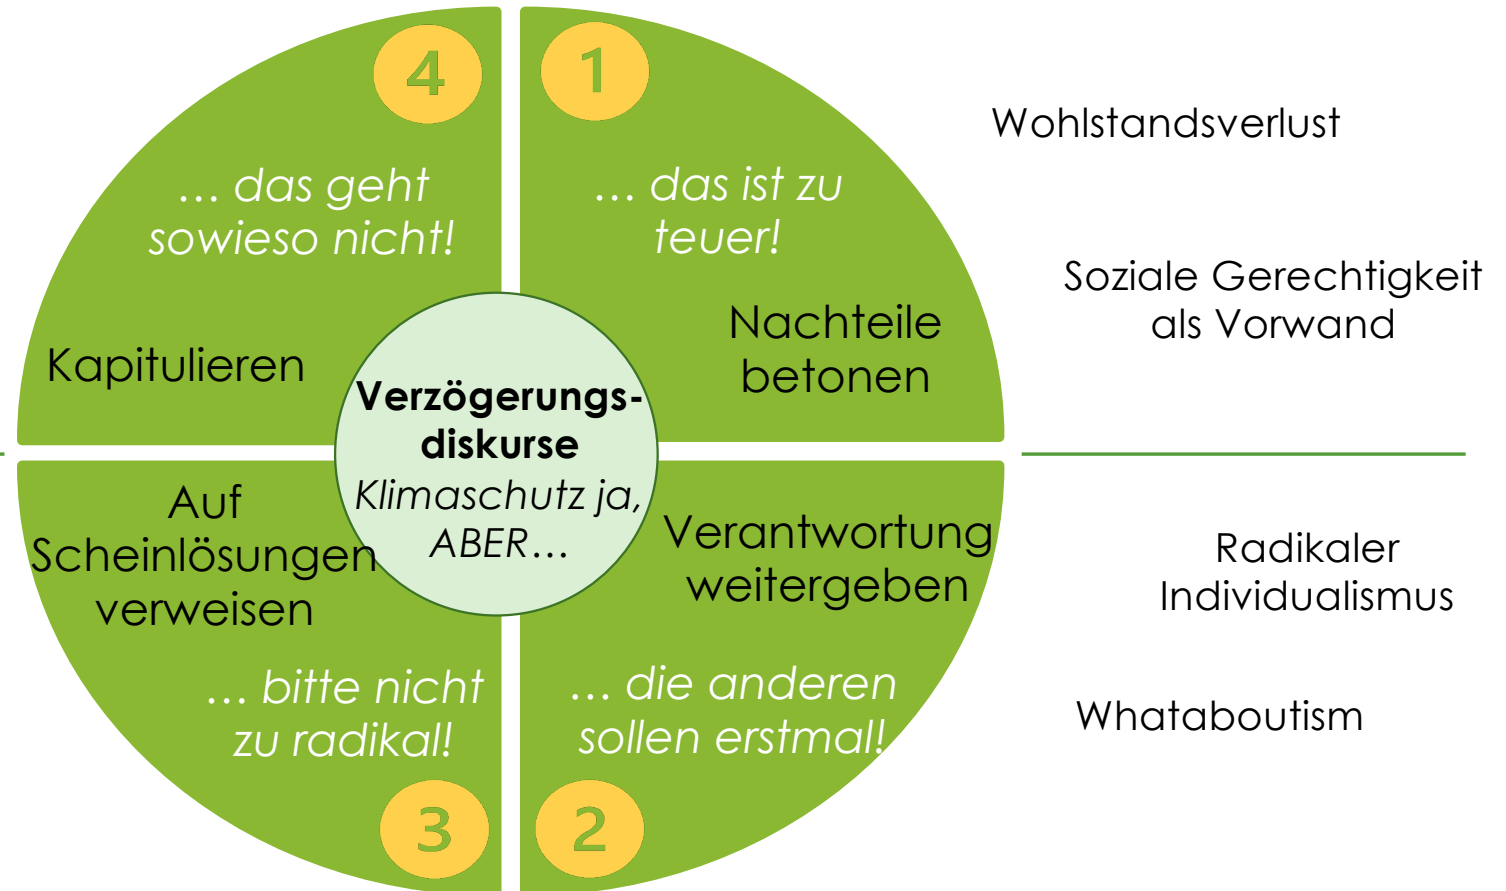 4
… das geht
sowieso nicht!
Kapitulieren
1
… das ist zu
teuer!
Nachteile
betonen
Wohlstandsverlust
Soziale Gerechtigkeit
als Vorwand
Verzögerungs-
diskurse
Klimaschutz ja,
ABER…
Auf
Scheinlösungen
verweisen
… bitte nicht
zu radikal!
3
Verantwortung
weitergeben
… die anderen
sollen erstmal!
2
Radikaler
Individualismus
Whataboutism